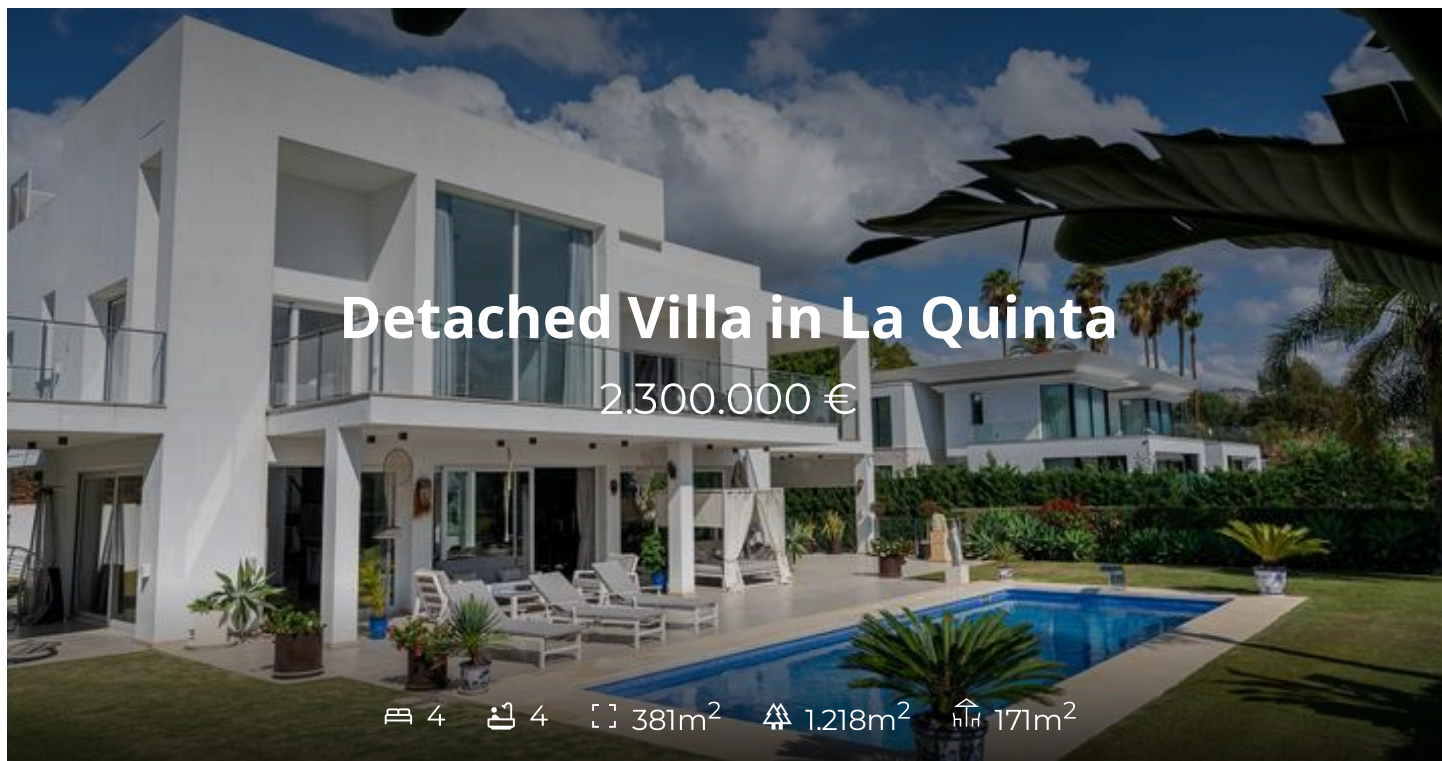 Detached Villa in La Quinta
2.300.000 €
4 4 381m² 1.218m² 171m²